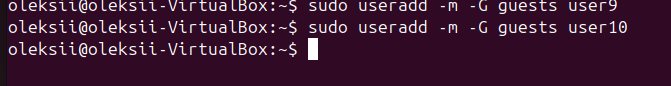 oleksii@oleksii-VirtualBox:~$ sudo useradd -m -G guests user9
oleksii@oleksii-VirtualBox:~$ sudo useradd -m -G guests user10
oleksii@oleksii-VirtualBox:~$